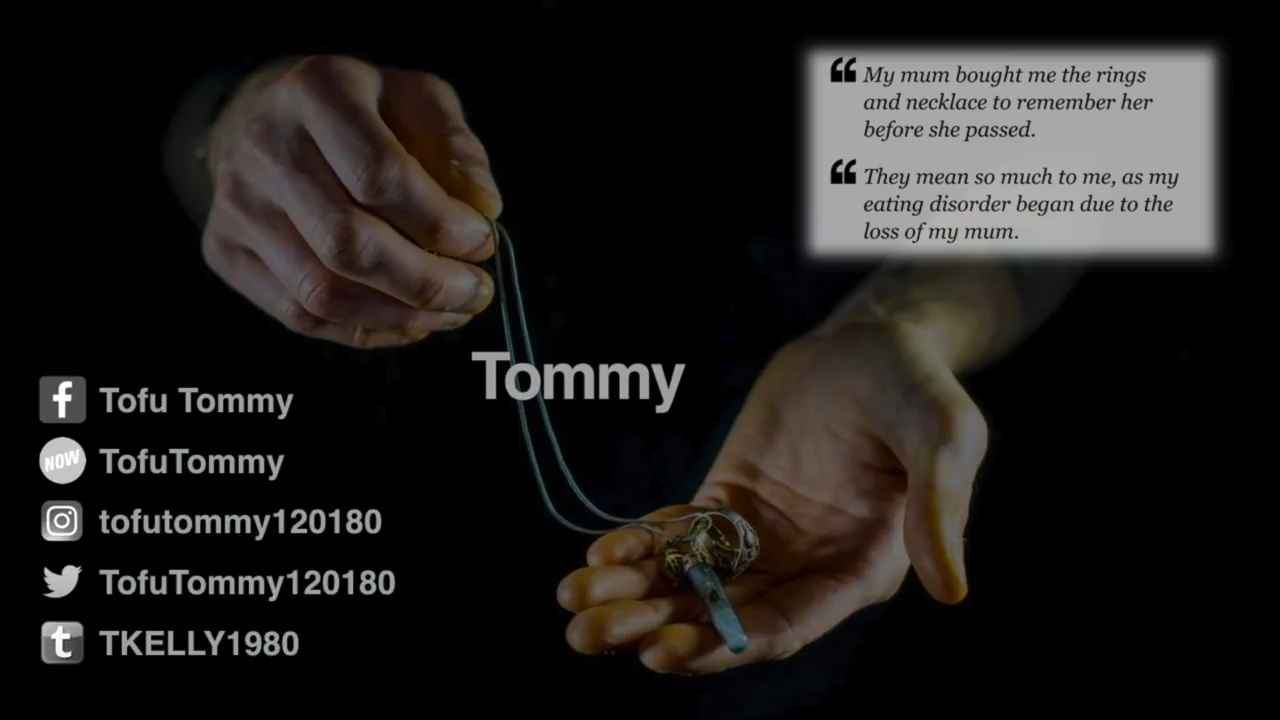 “ My mum bought me the rings
and necklace to remember her
before she passed.
“ They mean so much to me, as my
eating disorder began due to the
loss of my mum.
Tommy
f Tofu Tommy
NOW TofuTommy
tofutommy120180
TofuTommy120180
t TKELLY1980